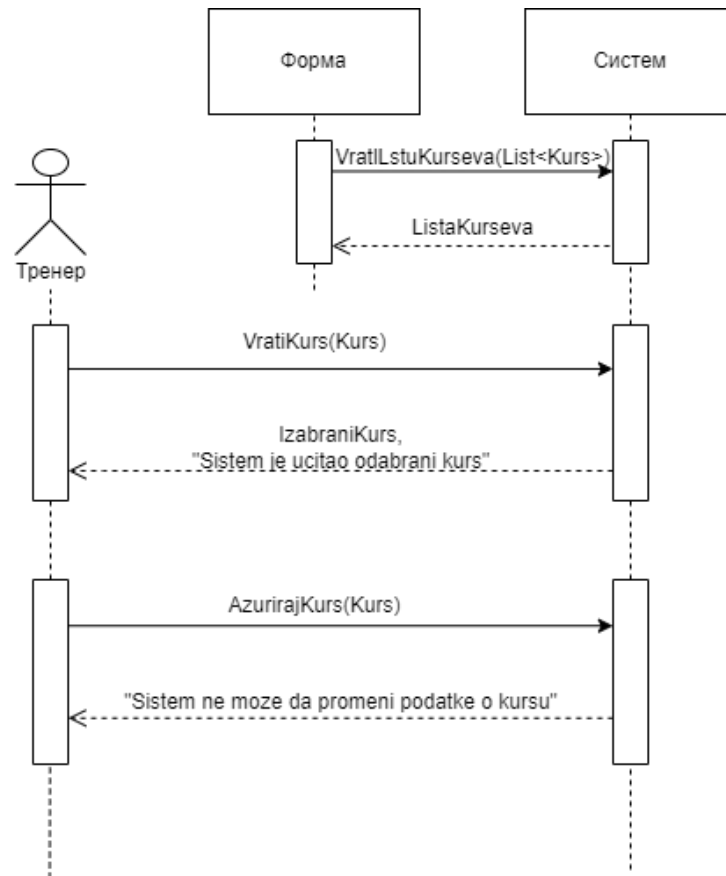 Форма
Систем
VratILstuKurseva(List<Kurs>)
ListaKurseva
Тренер
VratiKurs(Kurs)
IzabraniKurs,
"Sistem je ucitao odabrani kurs"
AzurirajKurs(Kurs)
"Sistem ne moze da promeni podatke o kursu"